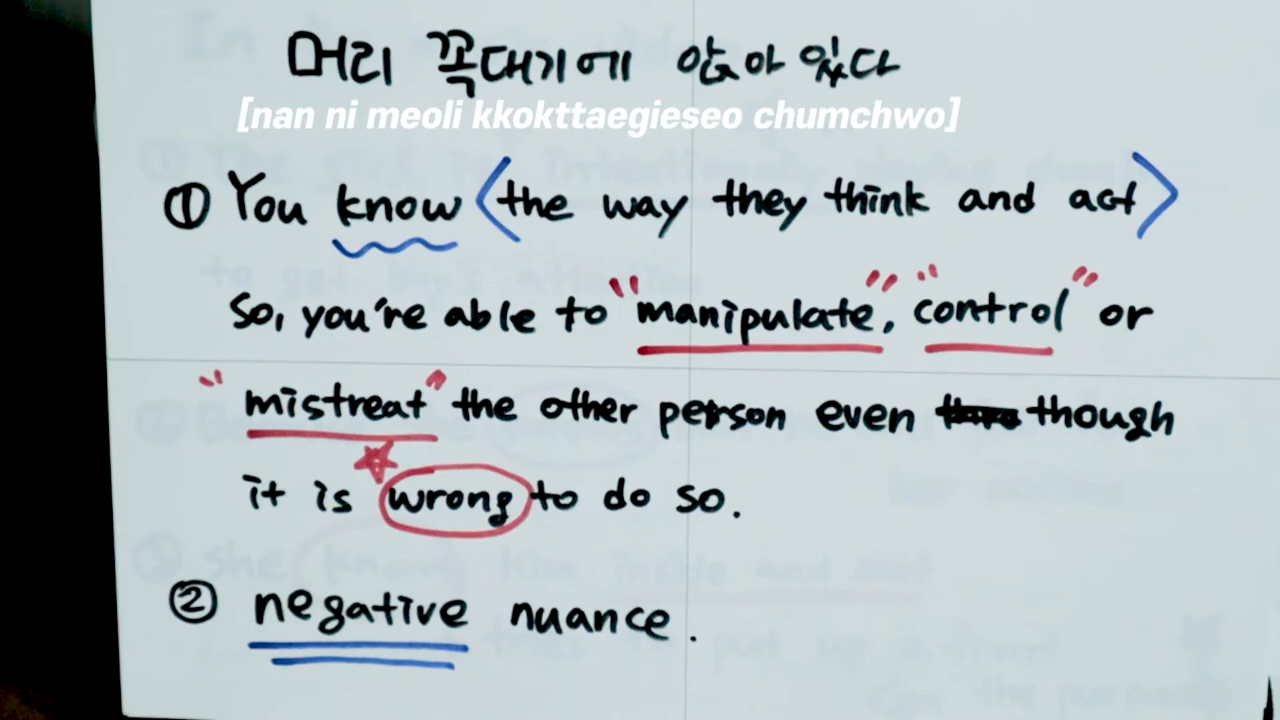 머리 꼭대기에 앉아 있다
[nan ni meoli kkokttaegieseo chumchwo]
① You know <the way they think and act>
so, you're able to "manipulate", "control" or
"mistreat" the other person even though
it is wrong to do so.
② negative nuance.